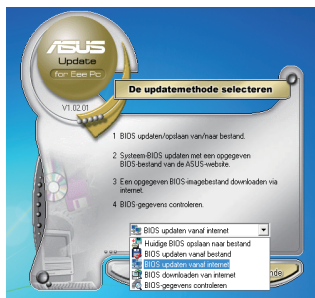 ASUS
Update
for Eee Pc
V1.02.01
De updatemethode selecteren
1 BIOS updaten/opslaan van/naar bestand.
2 Systeem-BIOS updaten met een opgegeven
BIOS-bestand van de ASUS-website.
3 Een opgegeven BIOS-imagebestand downloaden via
internet.
4 BIOS-gegevens controleren.
BIOS updaten vanaf internet
Huidige BIOS opslaan naar bestand
BIOS updaten vanaf bestand
BIOS updaten vanaf internet
BIOS downloaden van internet
BIOS-gegevens controleren